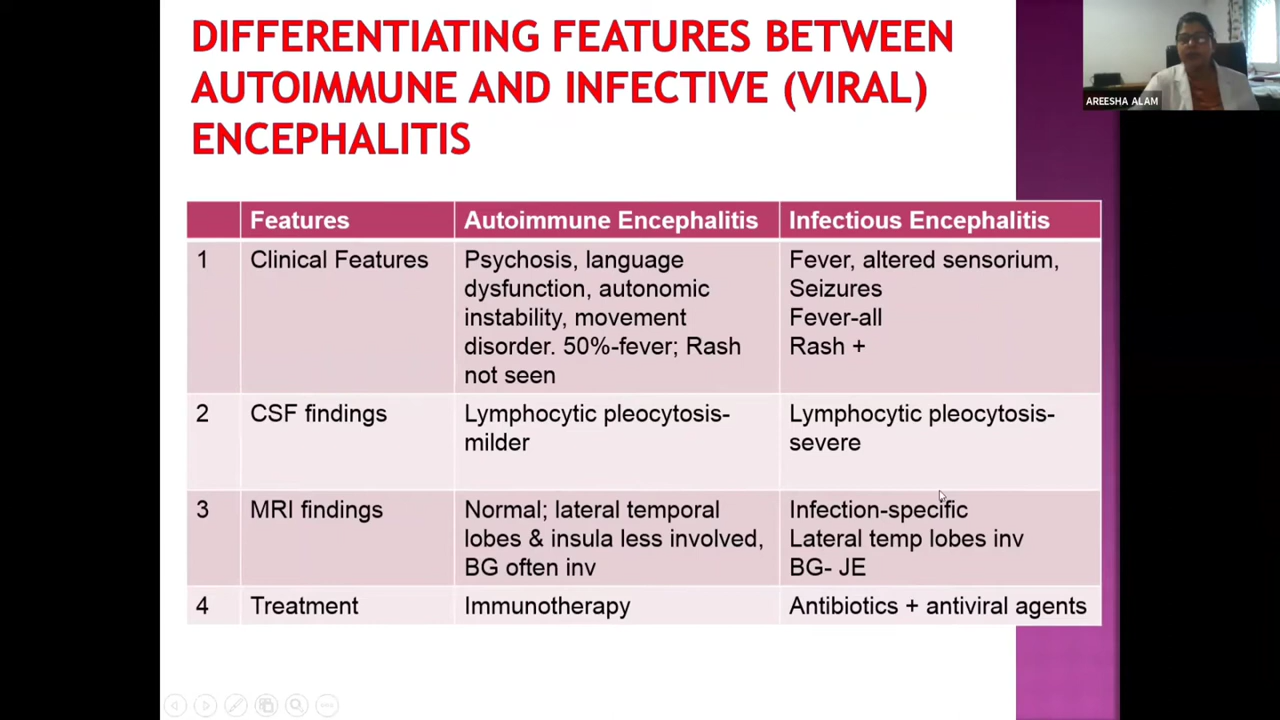 DIFFERENTIATING FEATURES BETWEEN
AUTOIMMUNE AND INFECTIVE (VIRAL)
ENCEPHALITIS
AREESHA ALAM
Features
Autoimmune Encephalitis
Infectious Encephalitis
1
Clinical Features
Psychosis, language
dysfunction, autonomic
instability, movement
disorder. 50%-fever; Rash
not seen
Fever, altered sensorium,
Seizures
Fever-all
Rash +
2
CSF findings
Lymphocytic pleocytosis-
milder
Lymphocytic pleocytosis-
severe
3
MRI findings
Normal; lateral temporal
lobes & insula less involved,
BG often inv
Infection-specific
Lateral temp lobes inv
BG- JE
4
Treatment
Immunotherapy
Antibiotics + antiviral agents